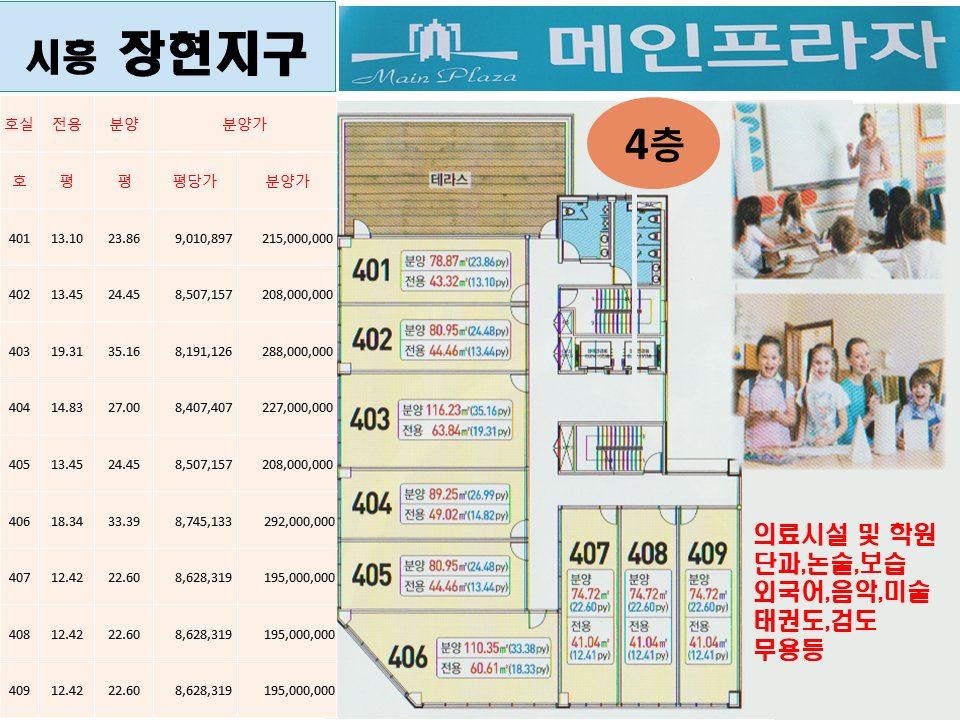 시흥 장현지구
Main Plaza
메인프라자
호실 전용 분양 분양가
호 평 평 평당가 분양가
401 13.10 23.86 9,010,897 215,000,000
402 13.45 24.45 8,507,157 208,000,000
403 19.31 35.16 8,191,126 288,000,000
404 14.83 27.00 8,407,407 227,000,000
405 13.45 24.45 8,507,157 208,000,000
406 18.34 33.39 8,745,133 292,000,000
407 12.42 22.60 8,628,319 195,000,000
408 12.42 22.60 8,628,319 195,000,000
409 12.42 22.60 8,628,319 195,000,000
4층
테라스
401
분양 78.87㎡(23.86py)
전용 43.32㎡(13.10py)
402
분양 80.95㎡(24.48py)
전용 44.46㎡(13.44py)
403
분양 116.23㎡(35.16py)
전용 63.84㎡(19.31py)
404
분양 89.25㎡(26.99py)
전용 49.02㎡(14.82py)
405
분양 80.95㎡(24.48py)
전용 44.46㎡(13.44py)
406
분양 110.35㎡(33.38py)
전용 60.61㎡(18.33py)
407
분양
74.72㎡
(22.60py)
전용
41.04㎡
(12.41py)
408
분양
74.72㎡
(22.60py)
전용
41.04㎡
(12.41py)
409
분양
74.72㎡
(22.60py)
전용
41.04㎡
(12.41py)
의료시설 및 학원
단과,논술,보습
외국어,음악,미술
태권도,검도
무용등